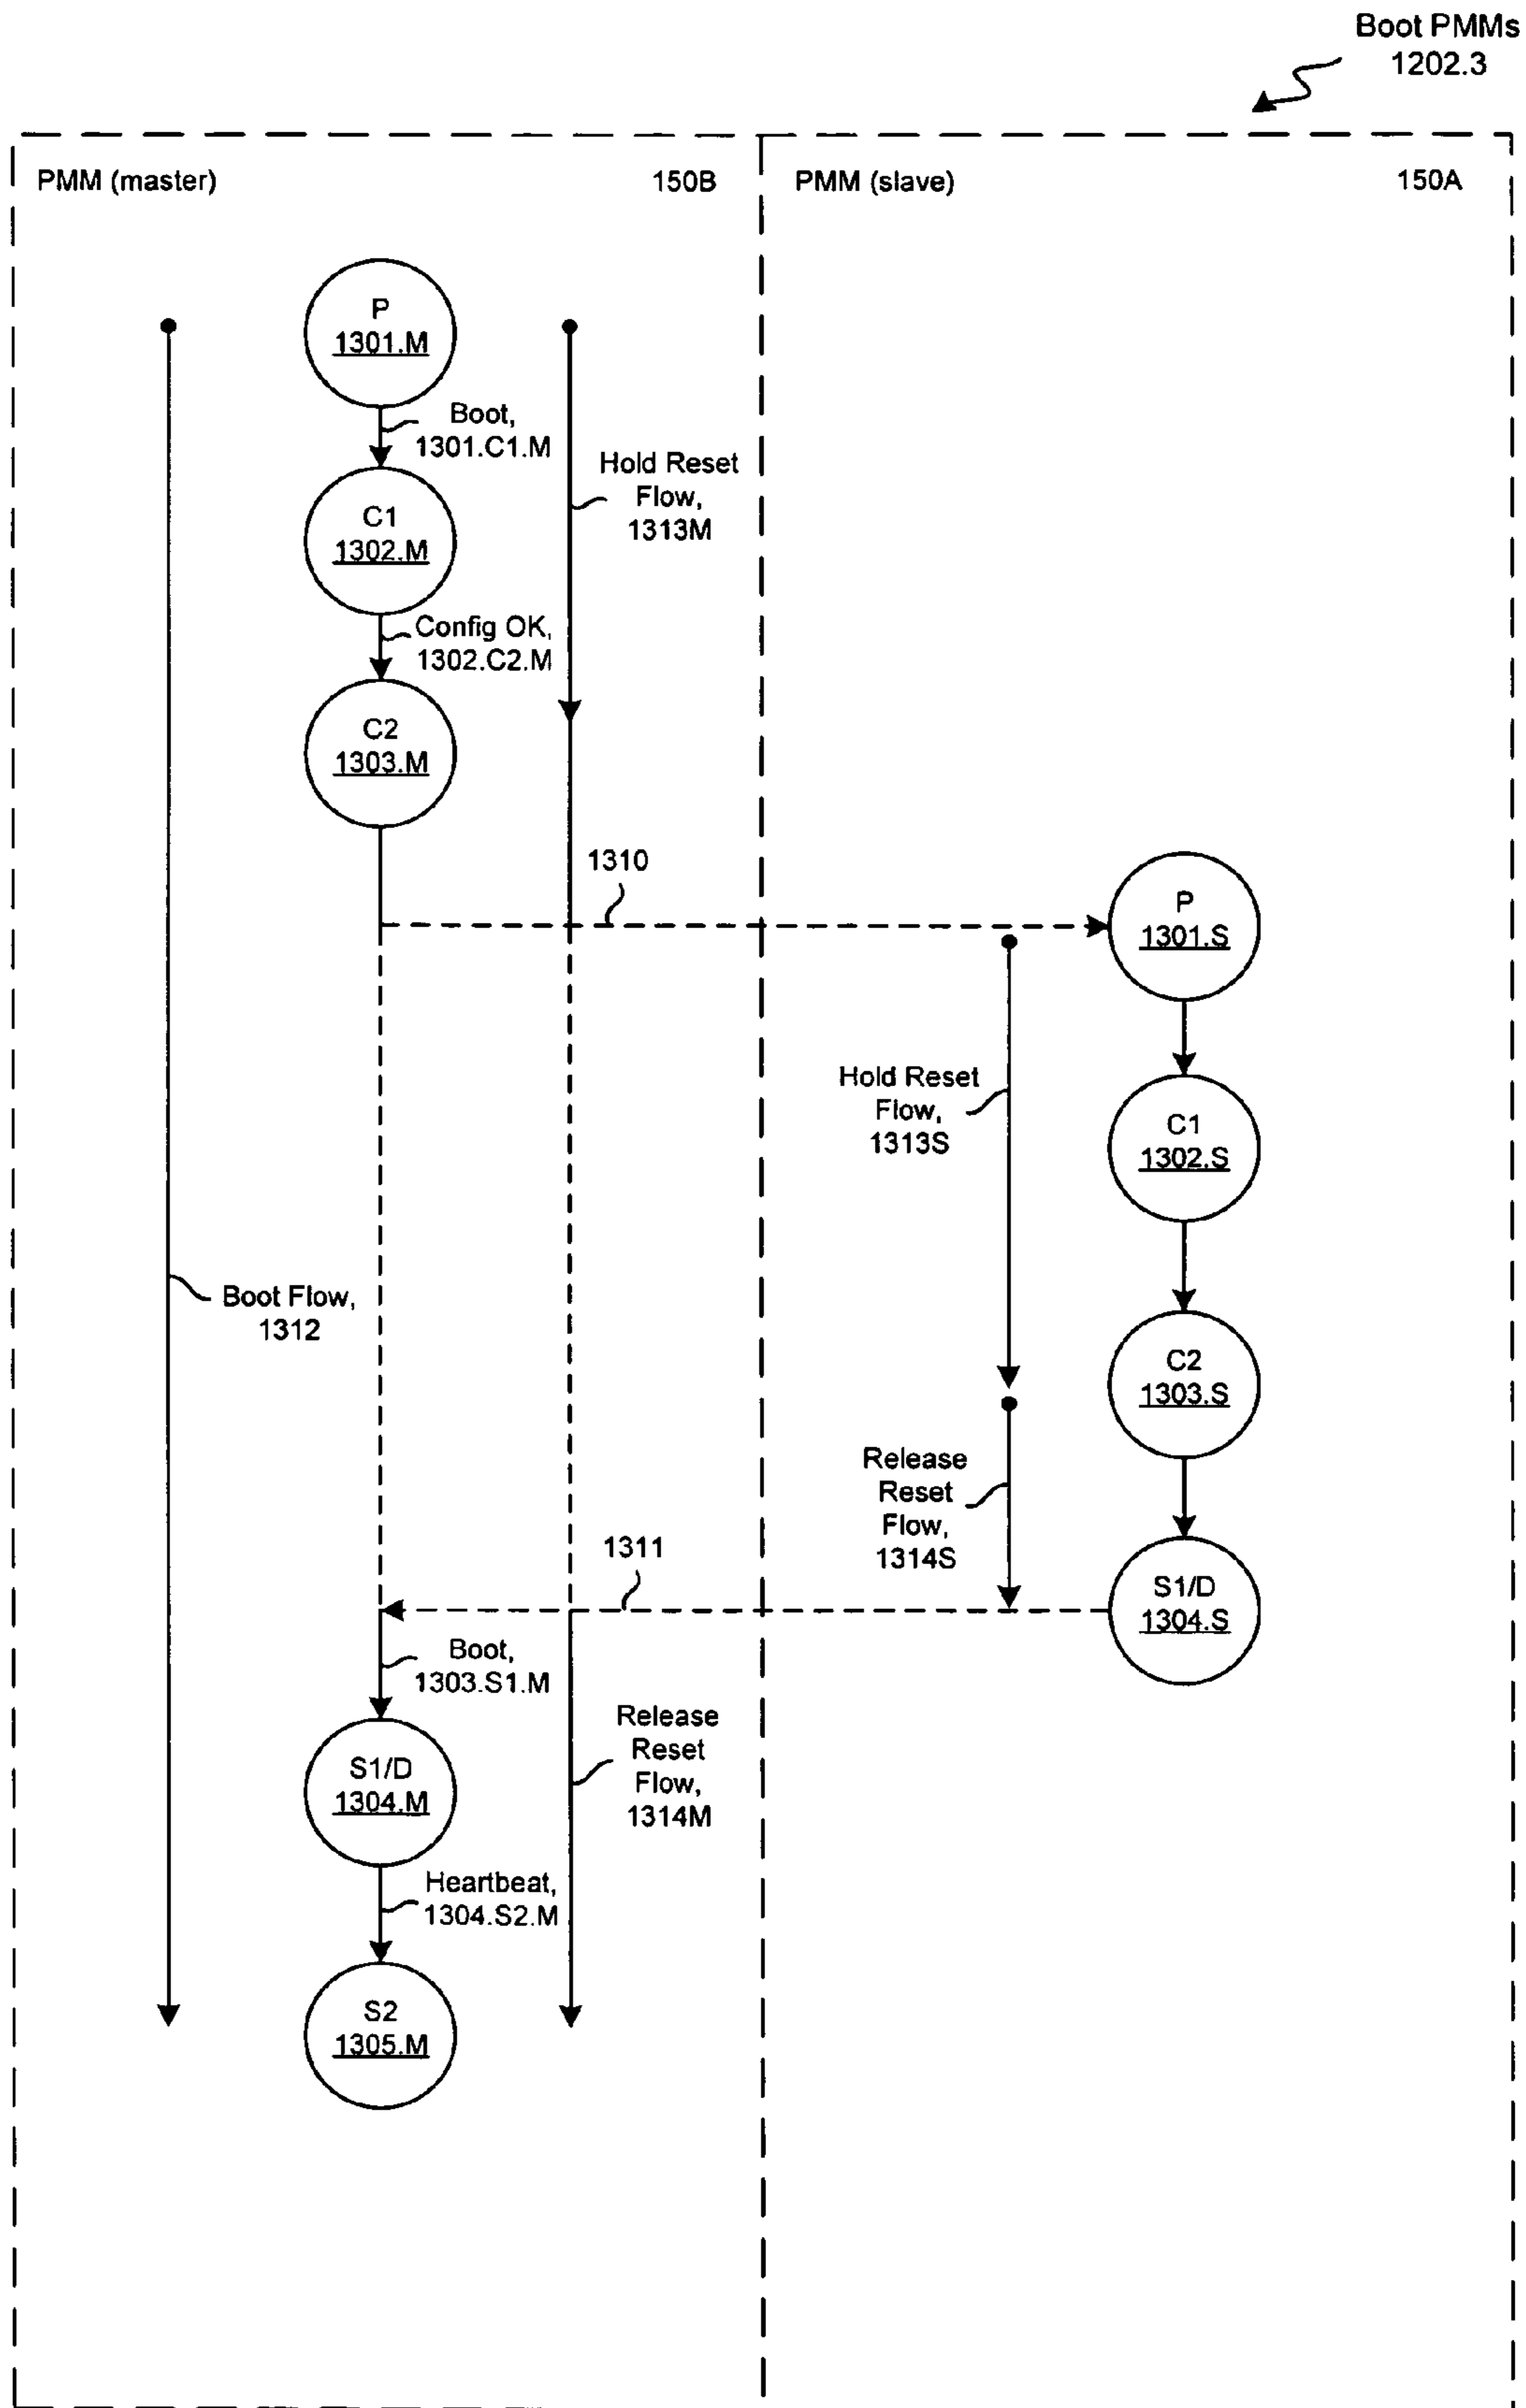 Boot PMMs
1202.3
PMM (master)
150B
PMM (slave)
150A
P
1301.M
Boot,
1301.C1.M
Hold Reset
Flow,
1313M
C1
1302.M
Config OK,
1302.C2.M
C2
1303.M
1310
P
1301.S
Hold Reset
Flow,
1313S
C1
1302.S
Boot Flow,
1312
C2
1303.S
Release
Reset
Flow,
1314S
1311
S1/D
1304.S
Boot,
1303.S1.M
Release
Reset
Flow,
1314M
S1/D
1304.M
Heartbeat,
1304.S2.M
S2
1305.M